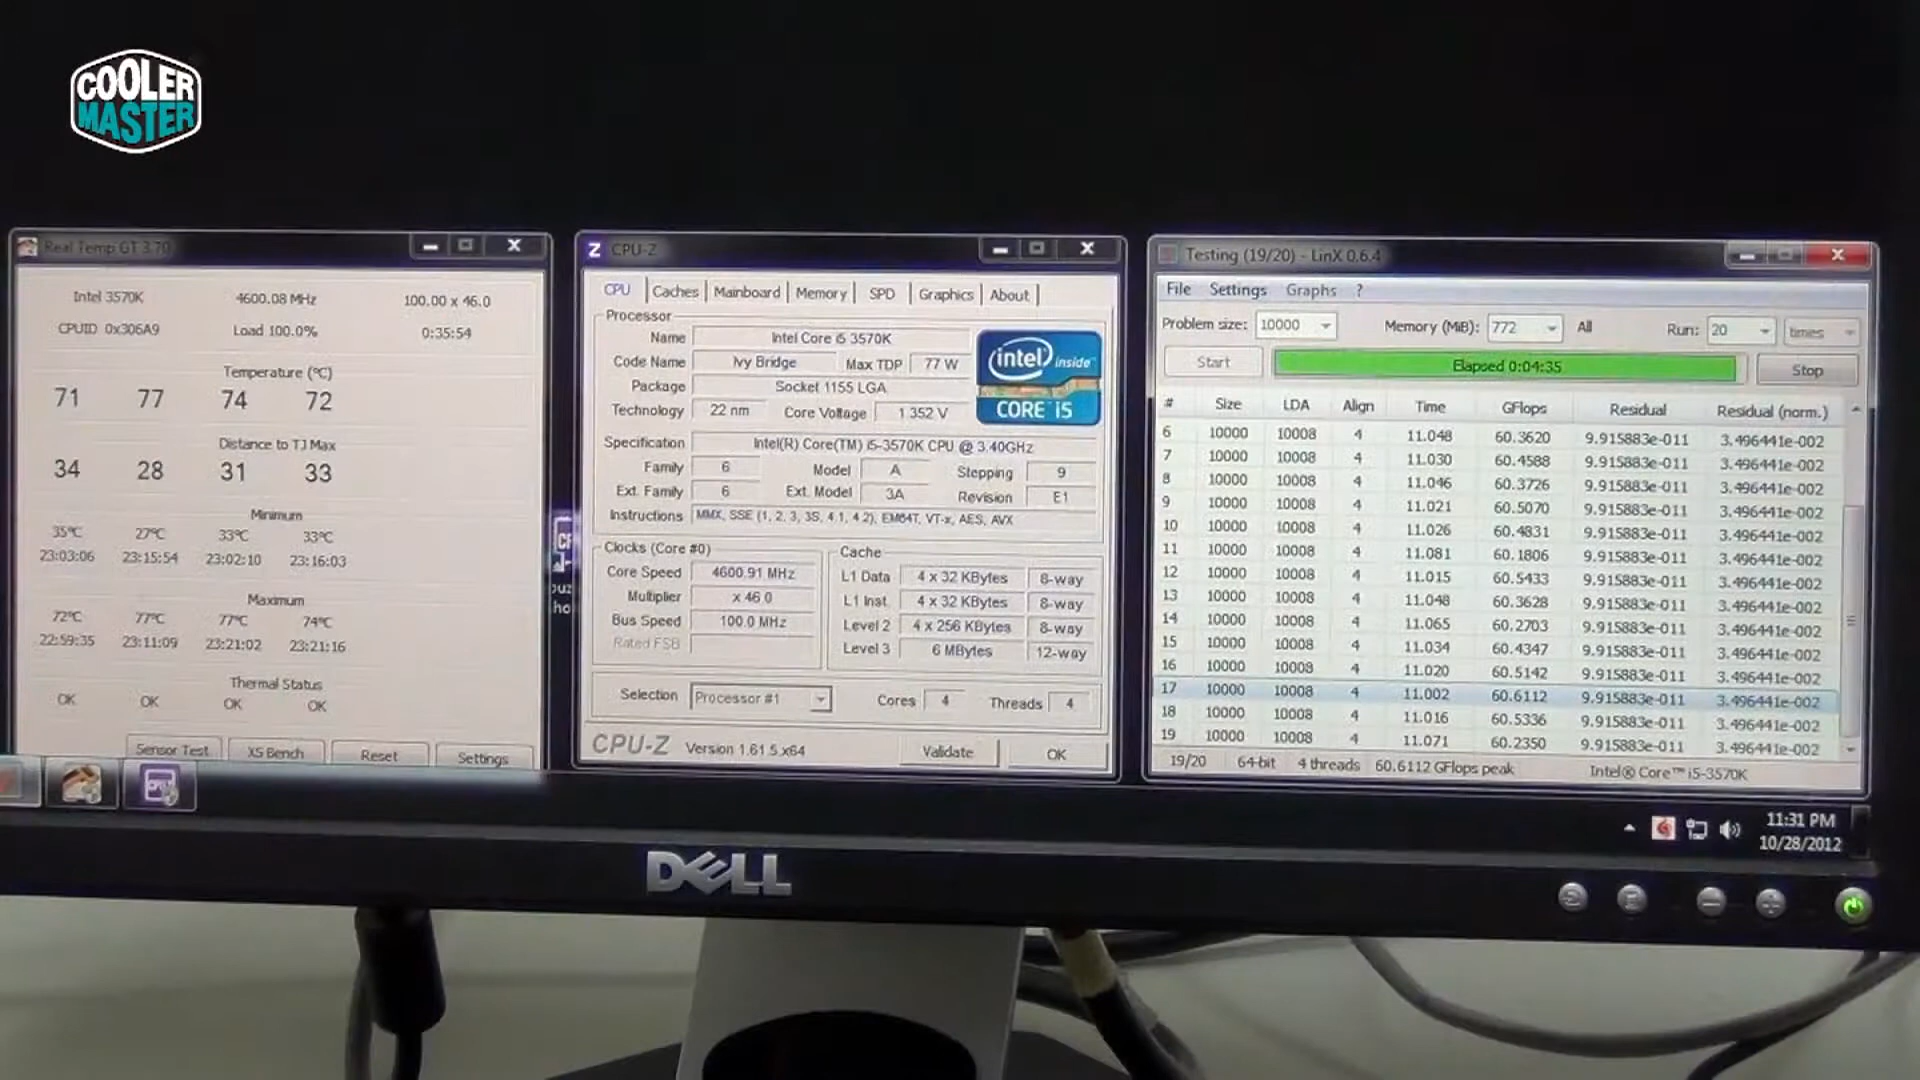 COOLER
MASTER
Real Temp GT 3.70
Intel 3570K 4600.08 MHz 100.00 x 46.0
CPUID 0x306A9 Load 100.0% 0:35:54
Temperature (°C)
71 77 74 72
Distance to TJ Max
34 28 31 33
Minimum
35°C 27°C 33°C 33°C
23:03:06 23:15:54 23:02:10 23:16:03
Maximum
72°C 77°C 77°C 74°C
22:59:35 23:11:09 23:21:02 23:21:16
Thermal Status
OK OK OK OK
Sensor Test XS Bench Reset Settings
CPU-Z
CPU Caches Mainboard Memory SPD Graphics About
Processor
Name Intel Core i5 3570K
Code Name Ivy Bridge Max TDP 77 W
Package Socket 1155 LGA
Technology 22 nm Core Voltage 1.352 V
intel inside
CORE i5
Specification Intel(R) Core(TM) i5-3570K CPU @ 3.40GHz
Family 6 Model A Stepping 9
Ext. Family 6 Ext. Model 3A Revision E1
Instructions MMX, SSE (1, 2, 3, 3S, 4.1, 4.2), EM64T, VT-x, AES, AVX
Clocks (Core #0)
Core Speed 4600.91 MHz
Multiplier x 46.0
Bus Speed 100.0 MHz
Rated FSB
Cache
L1 Data 4 x 32 KBytes 8-way
L1 Inst. 4 x 32 KBytes 8-way
Level 2 4 x 256 KBytes 8-way
Level 3 6 MBytes 12-way
Selection Processor #1 Cores 4 Threads 4
CPU-Z Version 1.61.5.x64 Validate OK
Testing (19/20) - LinX 0.6.4
File Settings Graphs ?
Problem size: 10000 Memory (MiB): 772 All Run: 20 times
Start Elapsed 0:04:35 Stop
# Size LDA Align Time GFlops Residual Residual (norm.)
6 10000 10008 4 11.048 60.3620 9.915883e-011 3.496441e-002
7 10000 10008 4 11.030 60.4588 9.915883e-011 3.496441e-002
8 10000 10008 4 11.046 60.3726 9.915883e-011 3.496441e-002
9 10000 10008 4 11.021 60.5070 9.915883e-011 3.496441e-002
10 10000 10008 4 11.026 60.4831 9.915883e-011 3.496441e-002
11 10000 10008 4 11.081 60.1806 9.915883e-011 3.496441e-002
12 10000 10008 4 11.015 60.5433 9.915883e-011 3.496441e-002
13 10000 10008 4 11.048 60.3628 9.915883e-011 3.496441e-002
14 10000 10008 4 11.065 60.2703 9.915883e-011 3.496441e-002
15 10000 10008 4 11.034 60.4347 9.915883e-011 3.496441e-002
16 10000 10008 4 11.020 60.5142 9.915883e-011 3.496441e-002
17 10000 10008 4 11.002 60.6112 9.915883e-011 3.496441e-002
18 10000 10008 4 11.016 60.5336 9.915883e-011 3.496441e-002
19 10000 10008 4 11.071 60.2350 9.915883e-011 3.496441e-002
19/20 64-bit 4 threads 60.6112 GFlops peak Intel® Core™ i5-3570K
11:31 PM
10/28/2012
DELL